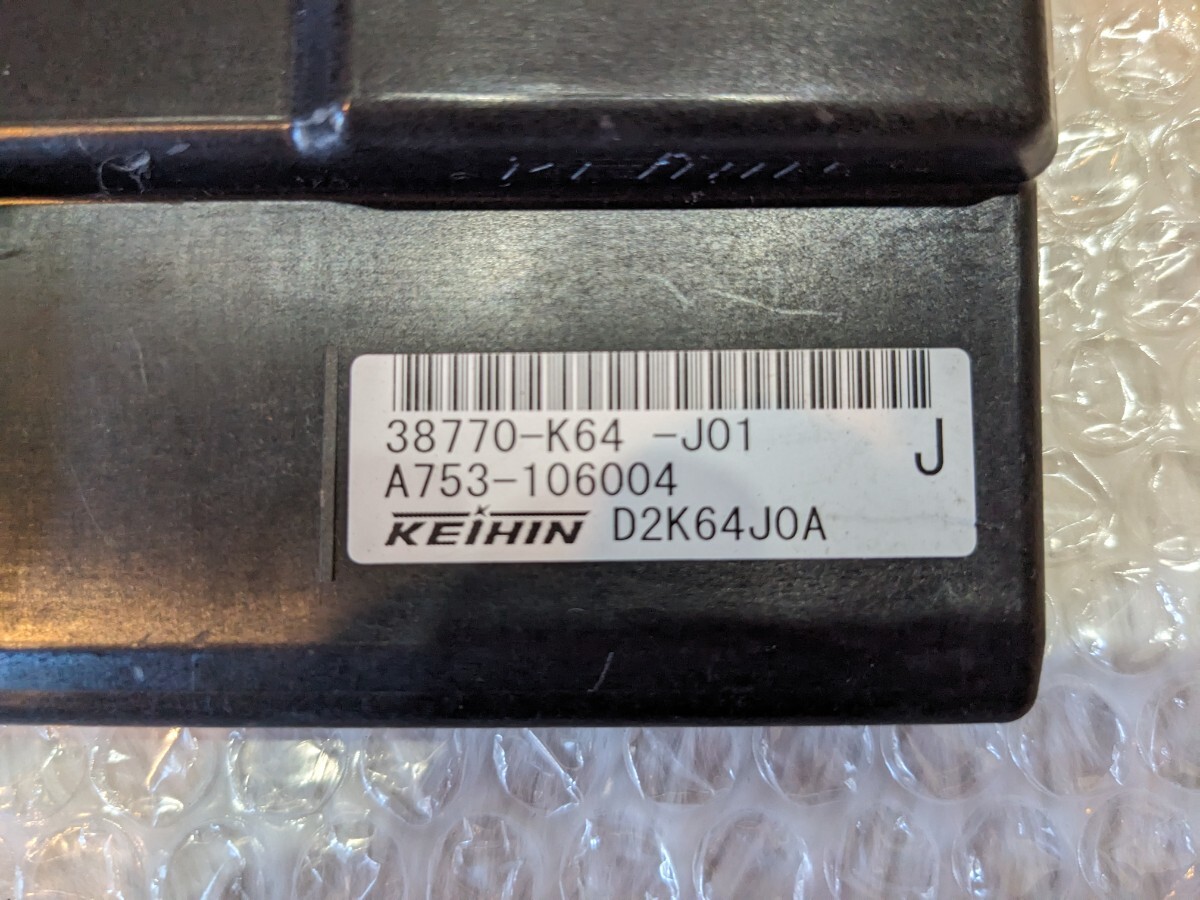 38770-K64 -J01
J
A753-106004
KEIHIN D2K64J0A